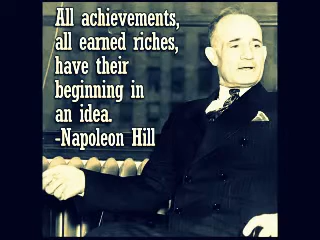 All achievements,
all earned riches,
have their
beginning in
an idea.
-Napoleon Hill